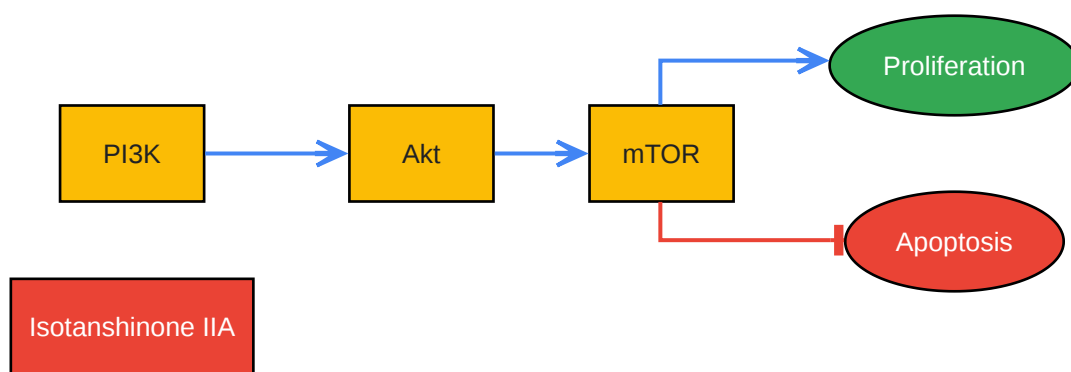 Proliferation
PI3K
Akt
mTOR
Apoptosis
Isotanshinone IIA